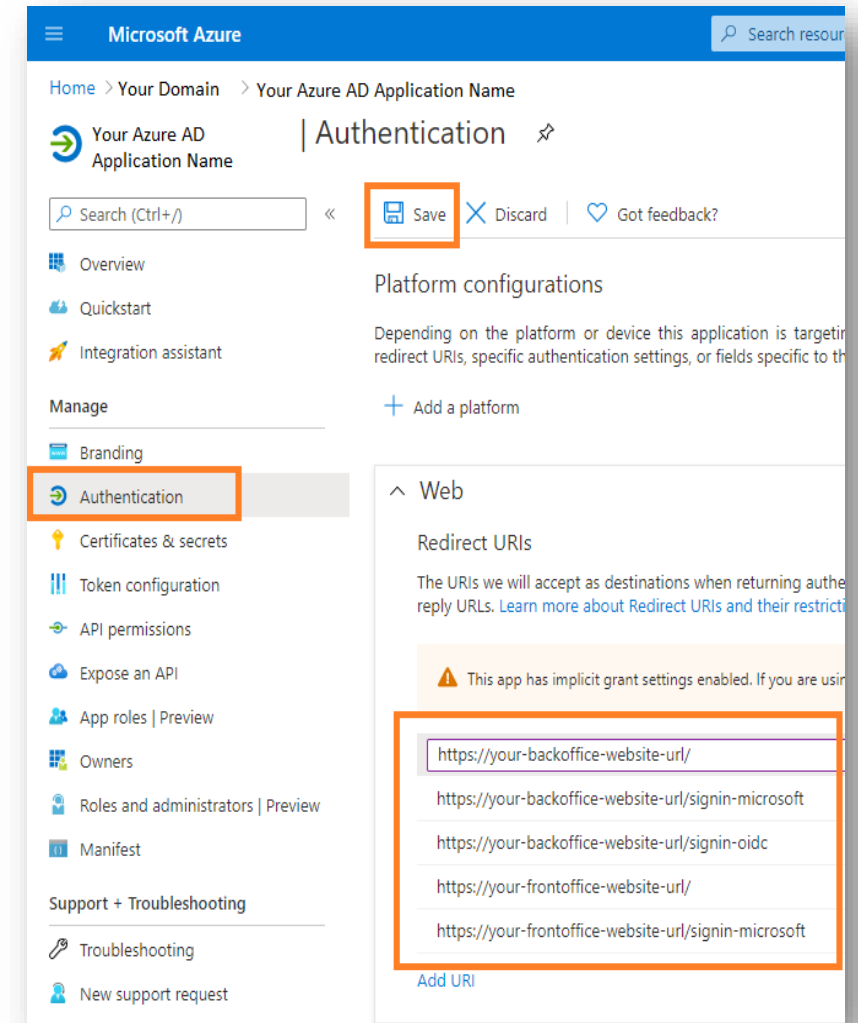 Microsoft Azure
Search resour
Home > Your Domain > Your Azure AD Application Name
Your Azure AD
Application Name
| Authentication
Search (Ctrl+/)
«
Save
Discard
Got feedback?
Overview
Quickstart
Integration assistant
Manage
Branding
Authentication
Certificates & secrets
Token configuration
API permissions
Expose an API
App roles | Preview
Owners
Roles and administrators | Preview
Manifest
Support + Troubleshooting
Troubleshooting
New support request
Platform configurations
Depending on the platform or device this application is targetin
redirect URIs, specific authentication settings, or fields specific to th
+ Add a platform
Web
Redirect URIs
The URIs we will accept as destinations when returning authe
reply URLs. Learn more about Redirect URIs and their restricti
This app has implicit grant settings enabled. If you are usin
https://your-backoffice-website-url/
https://your-backoffice-website-url/signin-microsoft
https://your-backoffice-website-url/signin-oidc
https://your-frontoffice-website-url/
https://your-frontoffice-website-url/signin-microsoft
Add URI